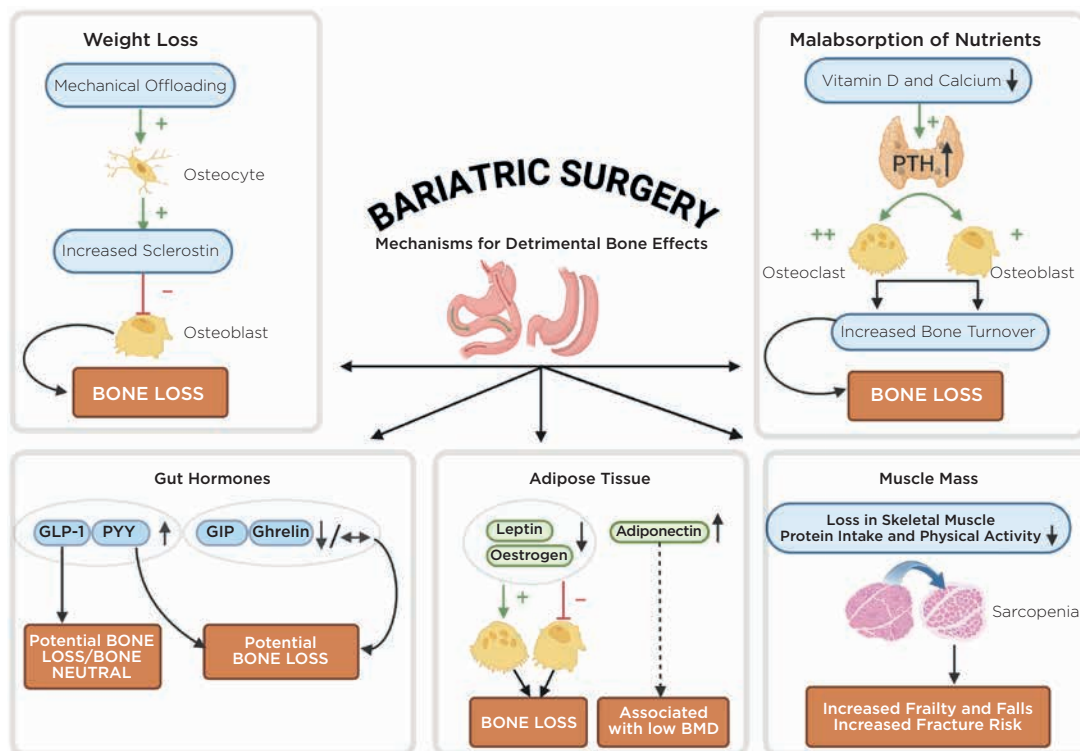 Weight Loss
Mechanical Offloading
+
Osteocyte
+
Increased Sclerostin
−
Osteoblast
BONE LOSS
BARIATRIC SURGERY
Mechanisms for Detrimental Bone Effects
Malabsorption of Nutrients
Vitamin D and Calcium
+
PTH
++
+
Osteoclast
Osteoblast
Increased Bone Turnover
BONE LOSS
Gut Hormones
GLP-1 PYY
GIP Ghrelin /
Potential BONE
LOSS/BONE
NEUTRAL
Potential
BONE LOSS
Adipose Tissue
Leptin
Oestrogen
Adiponectin
+
−
BONE LOSS
Associated
with low BMD
Muscle Mass
Loss in Skeletal Muscle
Protein Intake and Physical Activity
Sarcopenia
Increased Frailty and Falls
Increased Fracture Risk